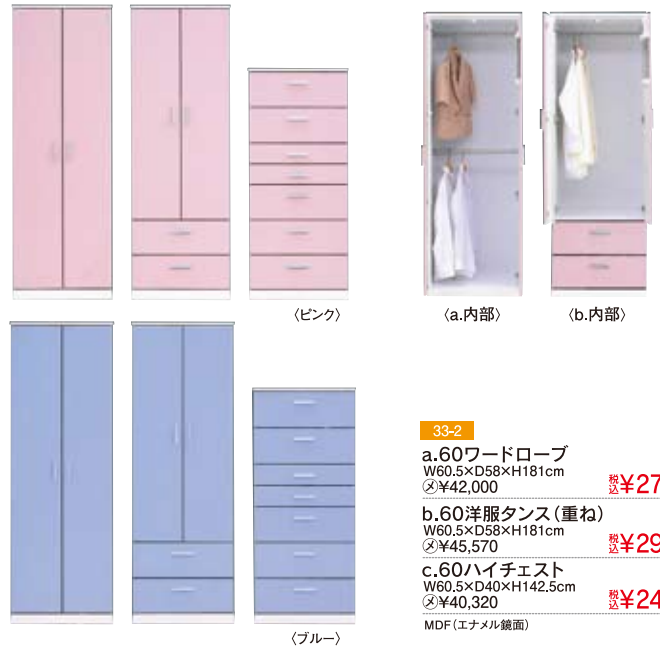 〈ピンク〉
〈a.内部〉
〈b.内部〉
〈ブルー〉
33-2
a.60ワードローブ
W60.5×D58×H181cm
㋱¥42,000
税込¥27
b.60洋服タンス(重ね)
W60.5×D58×H181cm
㋱¥45,570
税込¥29
c.60ハイチェスト
W60.5×D40×H142.5cm
㋱¥40,320
税込¥24
MDF(エナメル鏡面)